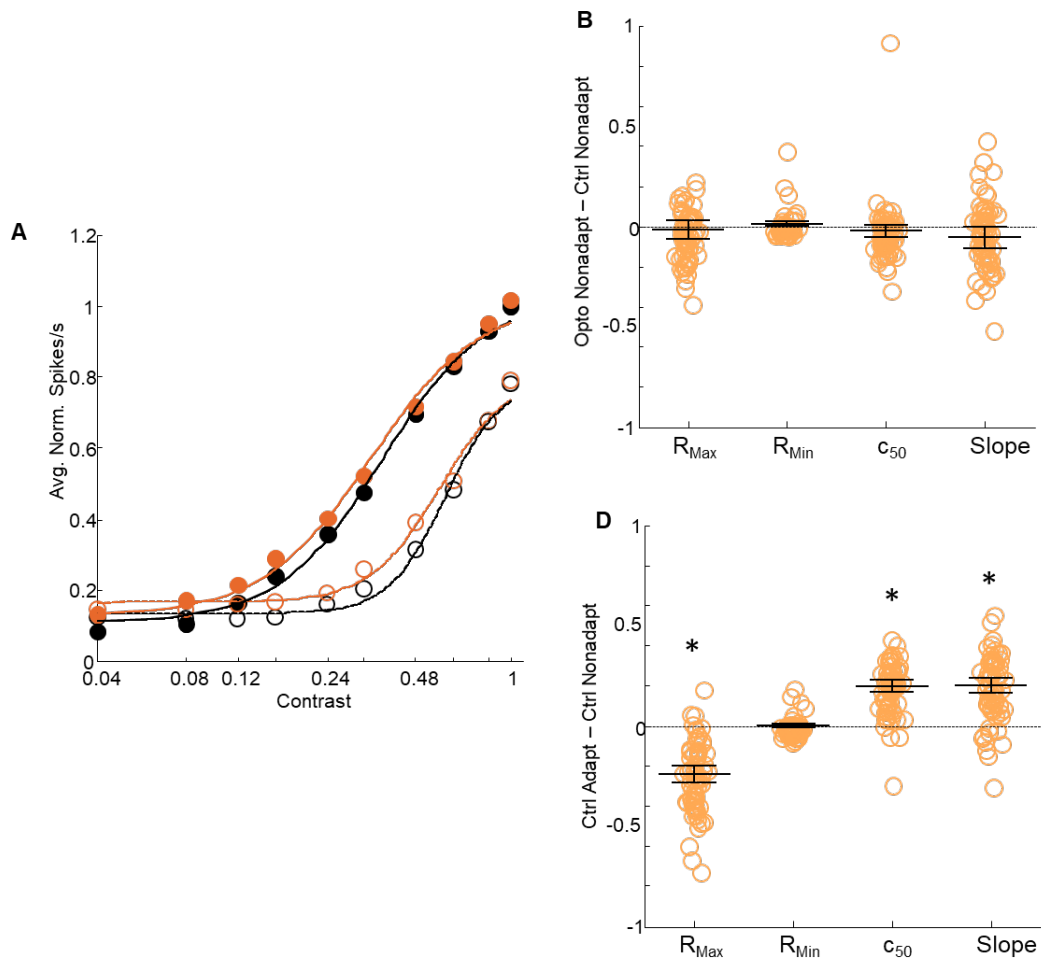 A
1.2
1
0.8
0.6
0.4
0.2
0
0.04 0.08 0.12 0.24 0.48 1
Contrast
Avg. Norm. Spikes/s
B
1
0.5
0
-0.5
-1
Opto Nonadapt – Ctrl Nonadapt
RMax RMin c50 Slope
D
1
0.5
0
-0.5
-1
Ctrl Adapt – Ctrl Nonadapt
* * *
RMax RMin c50 Slope